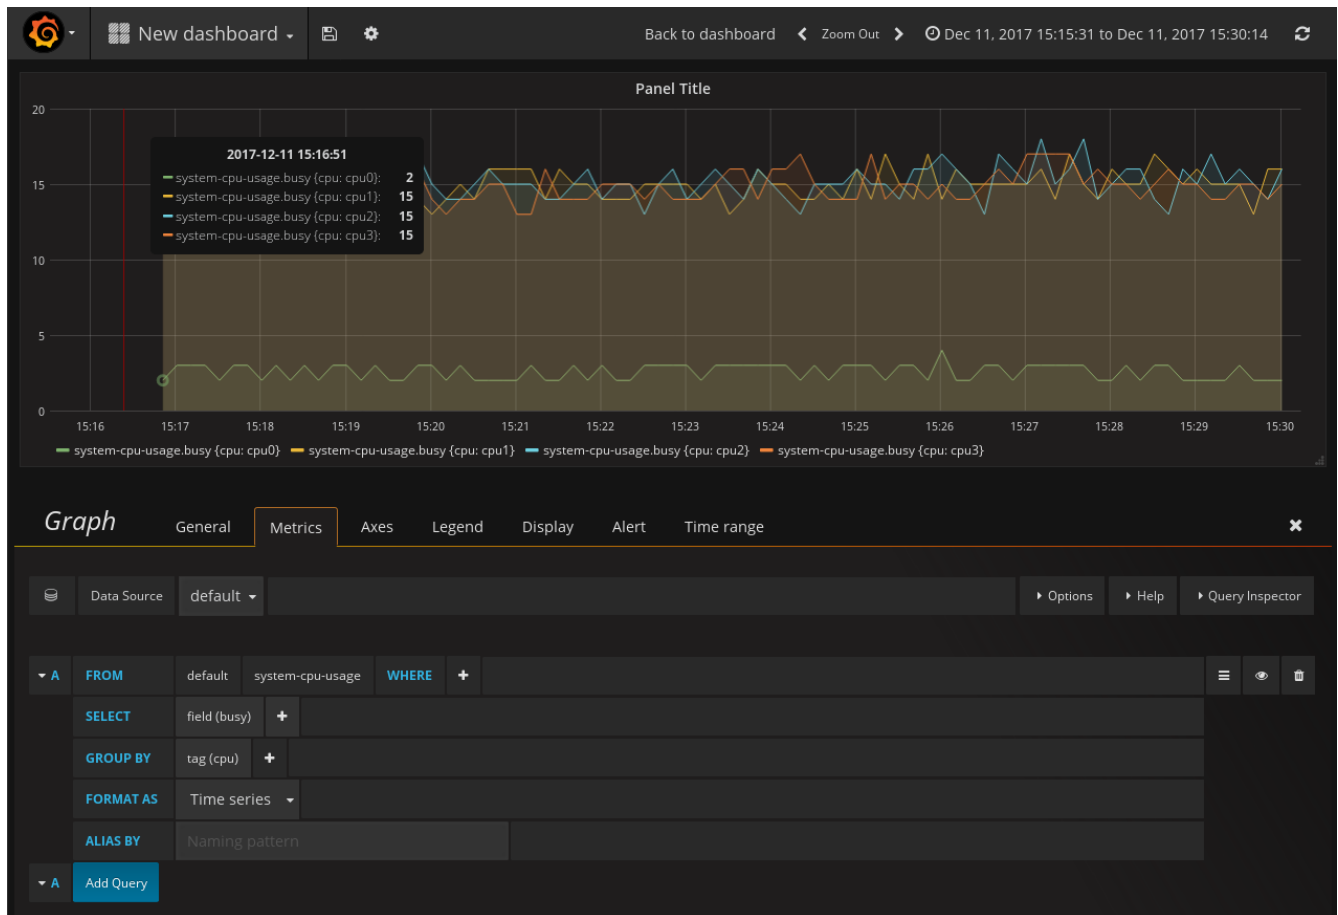 New dashboard Back to dashboard Zoom Out Dec 11, 2017 15:15:31 to Dec 11, 2017 15:30:14
Panel Title
20
2017-12-11 15:16:51
system-cpu-usage.busy {cpu: cpu0}: 2
system-cpu-usage.busy {cpu: cpu1}: 15
system-cpu-usage.busy {cpu: cpu2}: 15
system-cpu-usage.busy {cpu: cpu3}: 15
15
10
5
0
15:16 15:17 15:18 15:19 15:20 15:21 15:22 15:23 15:24 15:25 15:26 15:27 15:28 15:29 15:30
system-cpu-usage.busy {cpu: cpu0} system-cpu-usage.busy {cpu: cpu1} system-cpu-usage.busy {cpu: cpu2} system-cpu-usage.busy {cpu: cpu3}
Graph General Metrics Axes Legend Display Alert Time range
Data Source default Options Help Query Inspector
A FROM default system-cpu-usage WHERE
SELECT field (busy)
GROUP BY tag (cpu)
FORMAT AS Time series
ALIAS BY Naming pattern
A Add Query